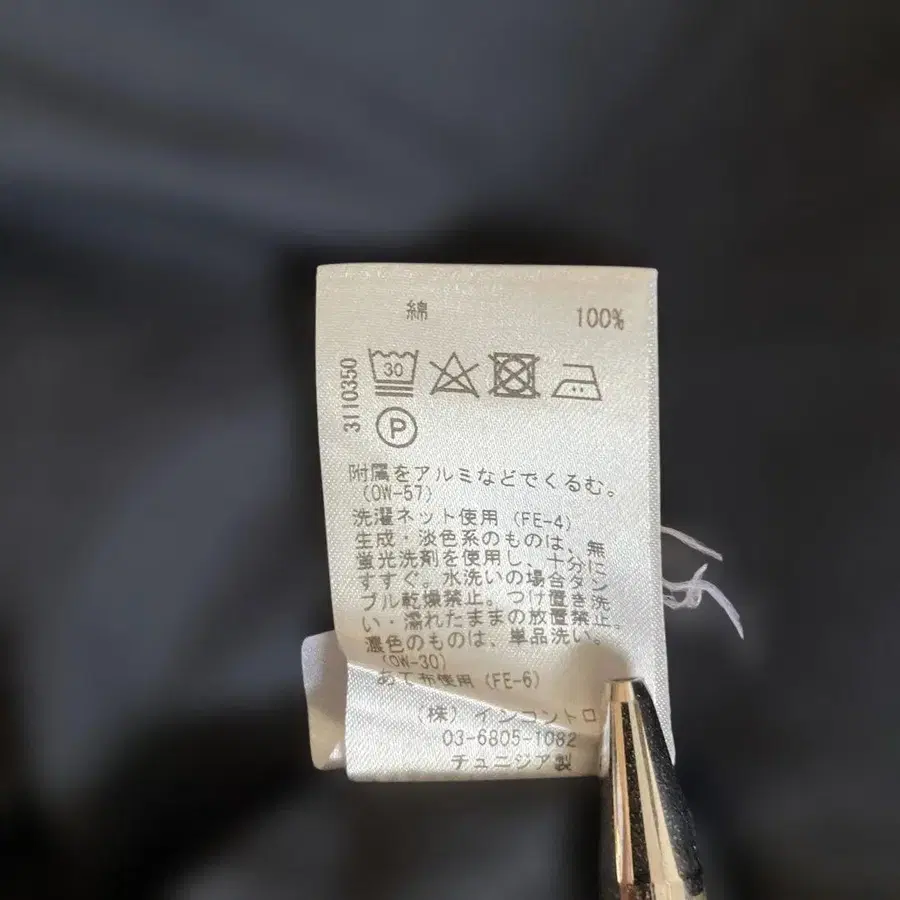 綿 100%
3110350
30
P
附属をアルミなどでくるむ。
(OW-57)
洗濯ネット使用 (FE-4)
生成・淡色系のものは、無
蛍光洗剤を使用し、十分に
すすぐ。水洗いの場合タン
ブル乾燥禁止。つけ置き洗
い・濡れたままの放置禁止。
濃色のものは、単品洗い。
(OW-30)
あて布使用 (FE-6)
(株) インコントロ
03-6805-1082
チュニジア製